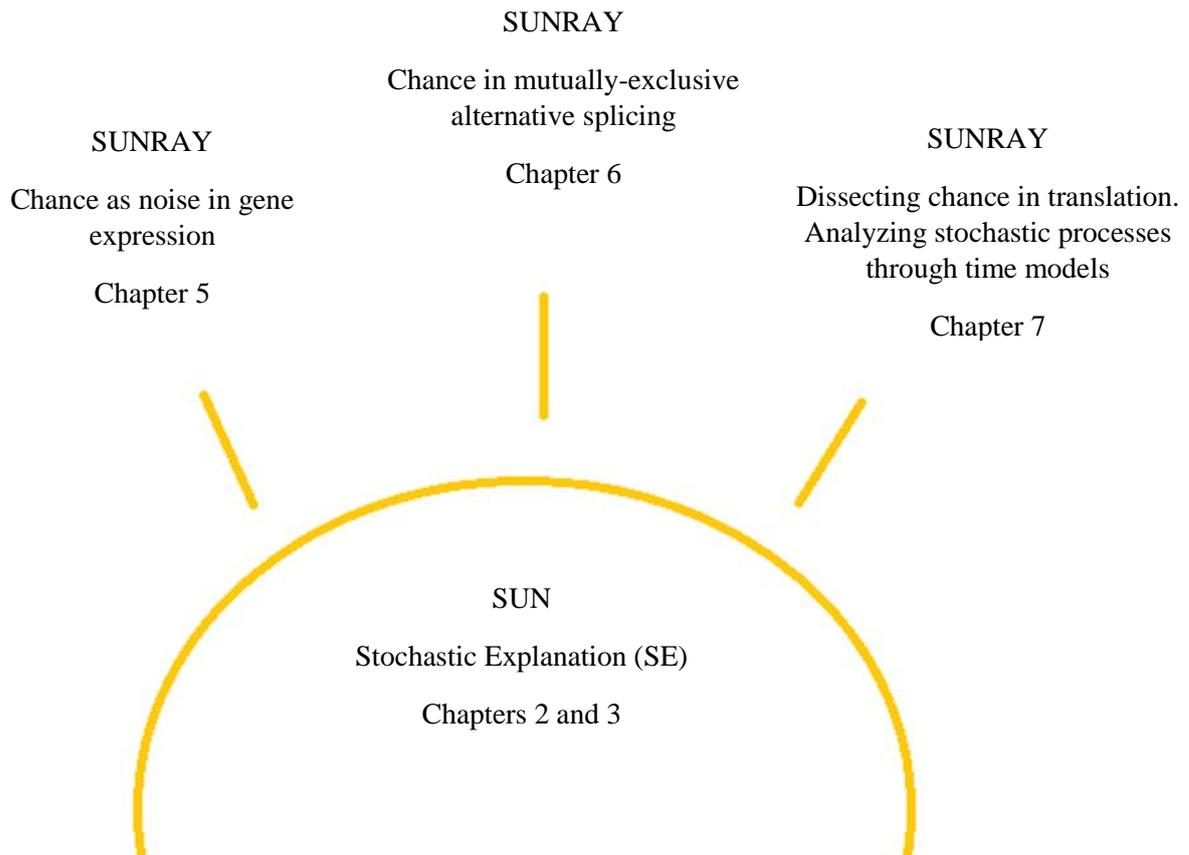 SUNRAY
Chance as noise in gene
expression
Chapter 5
SUNRAY
Chance in mutually-exclusive
alternative splicing
Chapter 6
SUNRAY
Dissecting chance in translation.
Analyzing stochastic processes
through time models
Chapter 7
SUN
Stochastic Explanation (SE)
Chapters 2 and 3